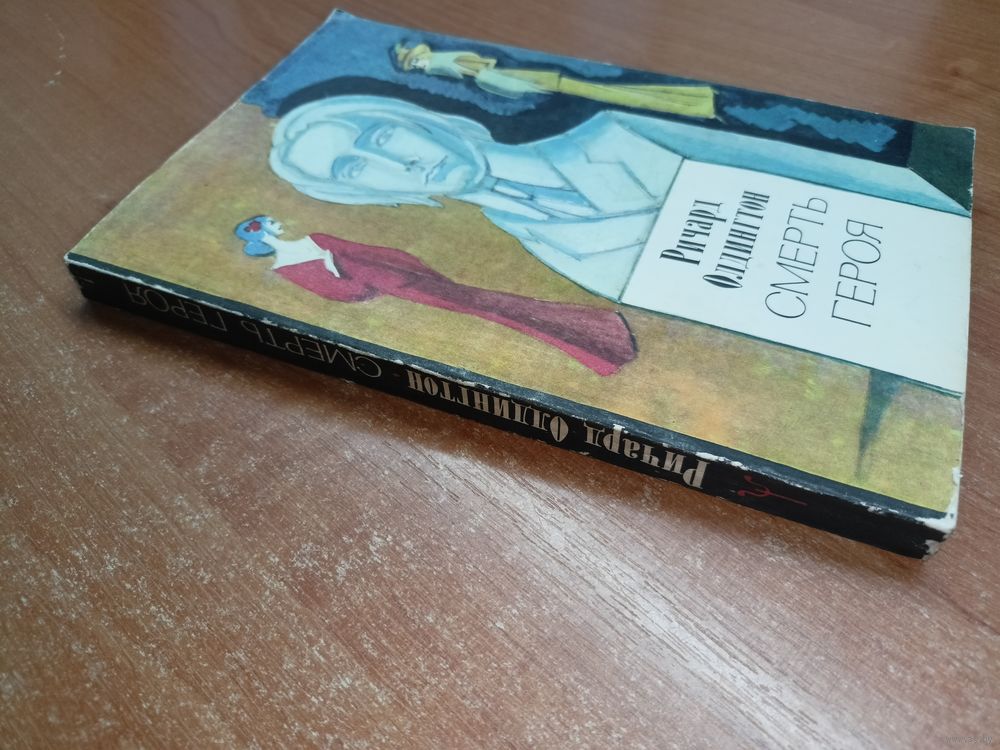 Ричард
Олдингтон
СМЕРТЬ
ГЕРОЯ
Ричард Олдингтон · СМЕРТЬ ГЕРОЯ